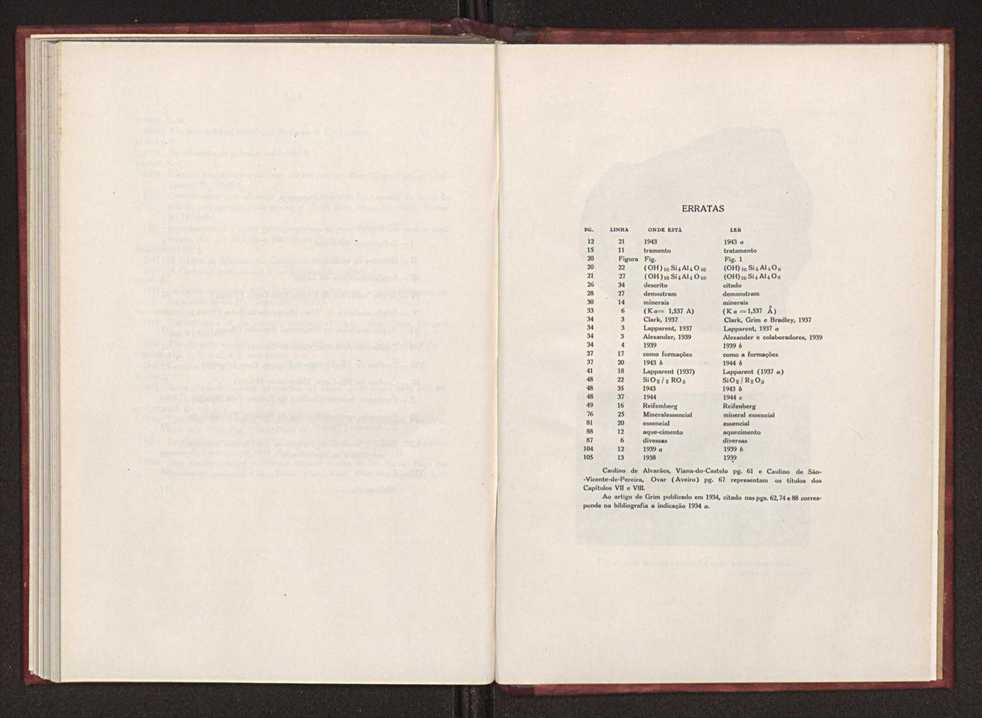 ERRATAS
PG. LINHA ONDE ESTÁ LER
12 21 1943 1943 a
15 11 tramento tratamento
20 Figura Fig. Fig. 1
20 22 (OH)16 Si4 Al4 O10 (OH)16 Si4 Al4 O6
21 27 (OH)16 Si4 Al4 O10 (OH)16 Si4 Al4 O6
26 34 descrito citado
28 27 demostram demonstram
30 14 minerais minerais
33 6 (K α= 1,537 A) (K α =1,537 Å)
34 3 Clark, 1937 Clark, Grim e Bradley, 1937
34 3 Lapparent, 1937 Lapparent, 1937 a
34 3 Alexander, 1939 Alexander e colaboradores, 1939
34 4 1939 1939 b
37 17 como formações como a formações
37 20 1943 b 1944 b
41 18 Lapparent (1937) Lapparent (1937 a)
48 22 SiO2/2 RO3 SiO2/R2O3
48 35 1943 1943 b
48 37 1944 1944 c
49 16 Reifemberg Reifenberg
76 25 Mineralessencial mineral essencial
81 20 essencial essencial
88 12 aque-cimento aquecimento
87 6 divessas diversas
104 12 1939 a 1939 b
105 13 1938 1939
Caulino de Alvarães, Viana-do-Castelo pg. 61 e Caulino de São-
-Vicente-de-Pereira, Ovar (Aveiro) pg. 67 representam os títulos dos
Capítulos VII e VIII.
Ao artigo de Grim publicado em 1934, citado nas pgs. 62, 74 e 88 corres-
ponde na bibliografia a indicação 1934 a.